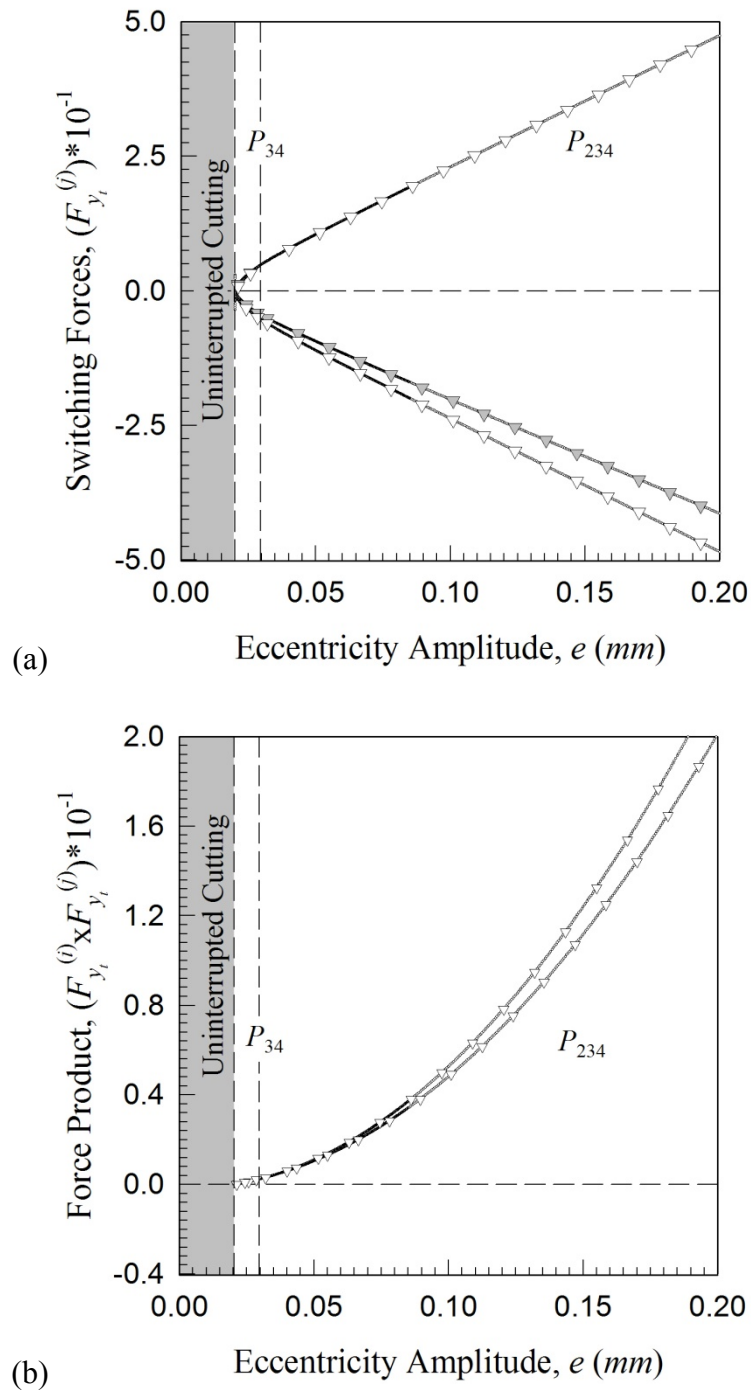 5.0
2.5
0.0
-2.5
-5.0
Switching Forces, (F_{y_t}^{(j)})*10^{-1}
Uninterrupted Cutting
P_{34}
P_{234}
0.00 0.05 0.10 0.15 0.20
Eccentricity Amplitude, e (mm)
(a)
2.0
1.6
1.2
0.8
0.4
0.0
-0.4
Force Product, (F_{y_t}^{(i)}xF_{y_t}^{(j)})*10^{-1}
Uninterrupted Cutting
P_{34}
P_{234}
0.00 0.05 0.10 0.15 0.20
Eccentricity Amplitude, e (mm)
(b)